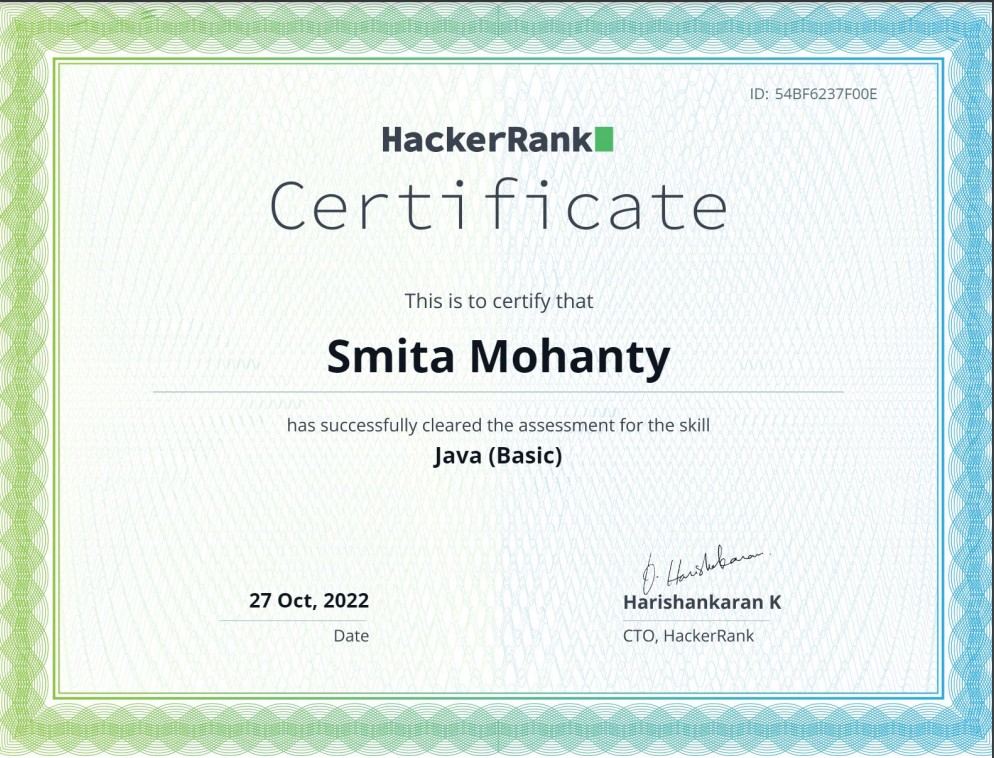 ID: 54BF6237F00E
HackerRank
Certificate
This is to certify that
Smita Mohanty
has successfully cleared the assessment for the skill
Java (Basic)
D. Harishankaran.
27 Oct, 2022
Harishankaran K
Date
CTO, HackerRank